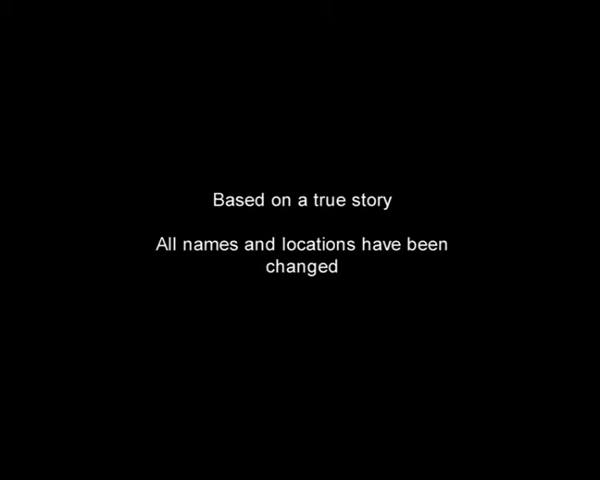 Based on a true story
All names and locations have been
changed